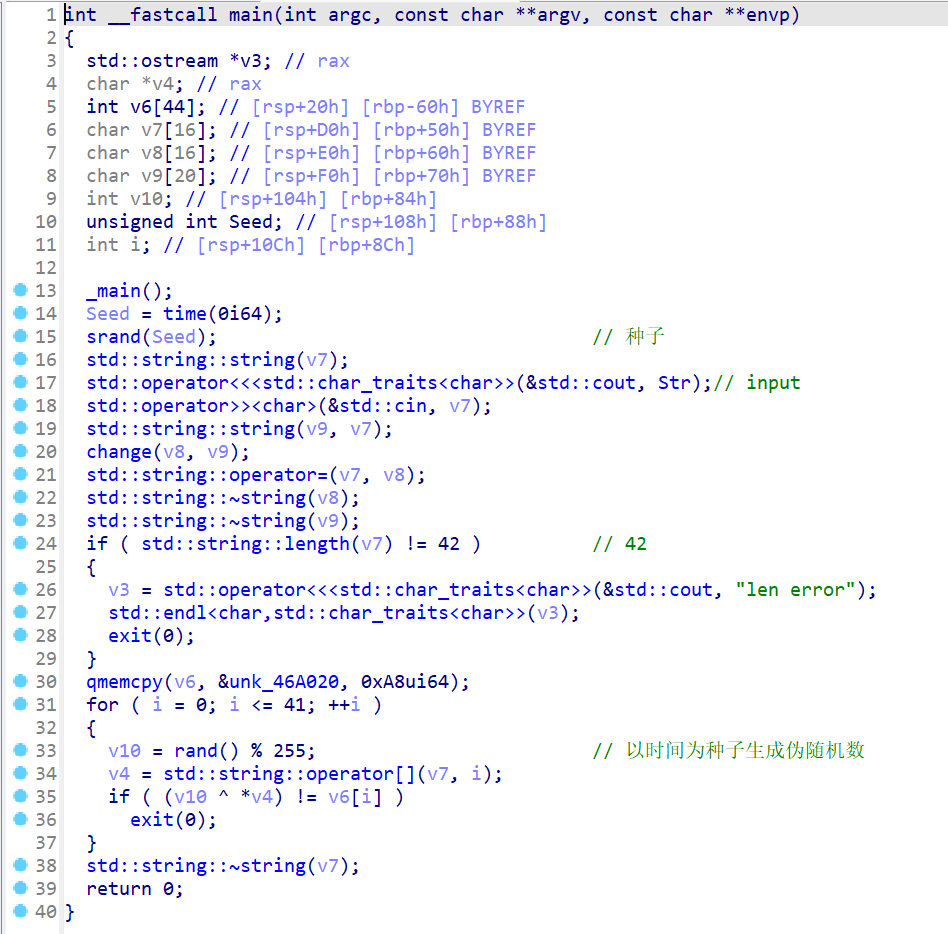 1 int __fastcall main(int argc, const char **argv, const char **envp)
2 {
3 std::ostream *v3; // rax
4 char *v4; // rax
5 int v6[44]; // [rsp+20h] [rbp-60h] BYREF
6 char v7[16]; // [rsp+D0h] [rbp+50h] BYREF
7 char v8[16]; // [rsp+E0h] [rbp+60h] BYREF
8 char v9[20]; // [rsp+F0h] [rbp+70h] BYREF
9 int v10; // [rsp+104h] [rbp+84h]
10 unsigned int Seed; // [rsp+108h] [rbp+88h]
11 int i; // [rsp+10Ch] [rbp+8Ch]
12
13 _main();
14 Seed = time(0i64);
15 srand(Seed); // 种子
16 std::string::string(v7);
17 std::operator<<<std::char_traits<char>>(&std::cout, Str);// input
18 std::operator>><char>(&std::cin, v7);
19 std::string::string(v9, v7);
20 change(v8, v9);
21 std::string::operator=(v7, v8);
22 std::string::~string(v8);
23 std::string::~string(v9);
24 if ( std::string::length(v7) != 42 ) // 42
25 {
26 v3 = std::operator<<<std::char_traits<char>>(&std::cout, "len error");
27 std::endl<char,std::char_traits<char>>(v3);
28 exit(0);
29 }
30 qmemcpy(v6, &unk_46A020, 0xA8ui64);
31 for ( i = 0; i <= 41; ++i )
32 {
33 v10 = rand() % 255; // 以时间为种子生成伪随机数
34 v4 = std::string::operator[](v7, i);
35 if ( (v10 ^ *v4) != v6[i] )
36 exit(0);
37 }
38 std::string::~string(v7);
39 return 0;
40 }